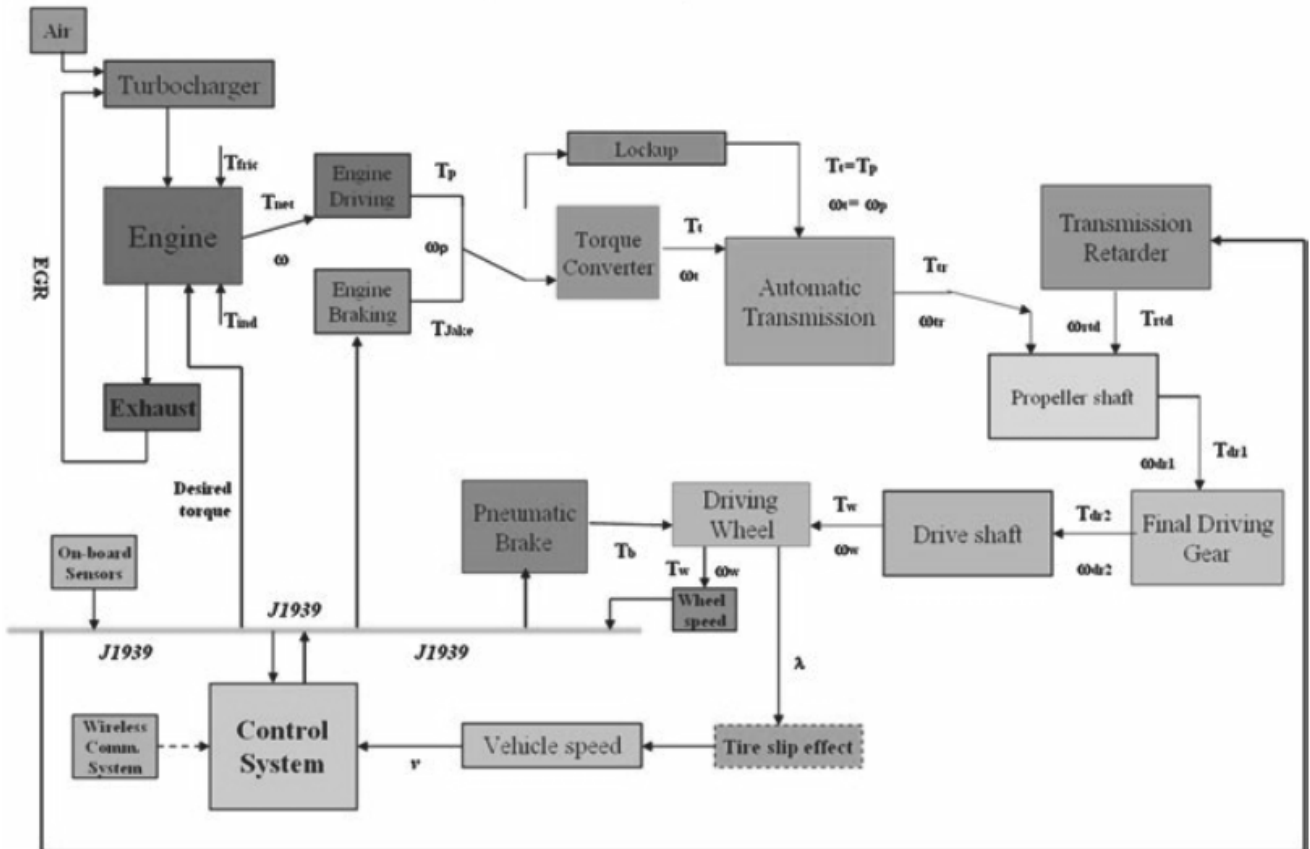 Air
Turbocharger
Tfric
Engine
Driving
Tp
Lockup
Tt=Tp
ωt= ωp
Transmission
Retarder
Tnet
Engine
ω
ωp
Torque
Converter
Tt
ωt
Automatic
Transmission
Ttr
ωtr
EGR
Engine
Braking
Tind
TJake
ωrtd
Trtd
Exhaust
Propeller shaft
Tdr1
ωdr1
Desired
torque
Pneumatic
Brake
Tb
Driving
Wheel
Tw
ωw
Drive shaft
Tdr2
ωdr2
Final Driving
Gear
On-board
Sensors
Tw
ωw
Wheel
speed
J1939
J1939
J1939
λ
Wireless
Comm.
System
Control
System
v
Vehicle speed
Tire slip effect